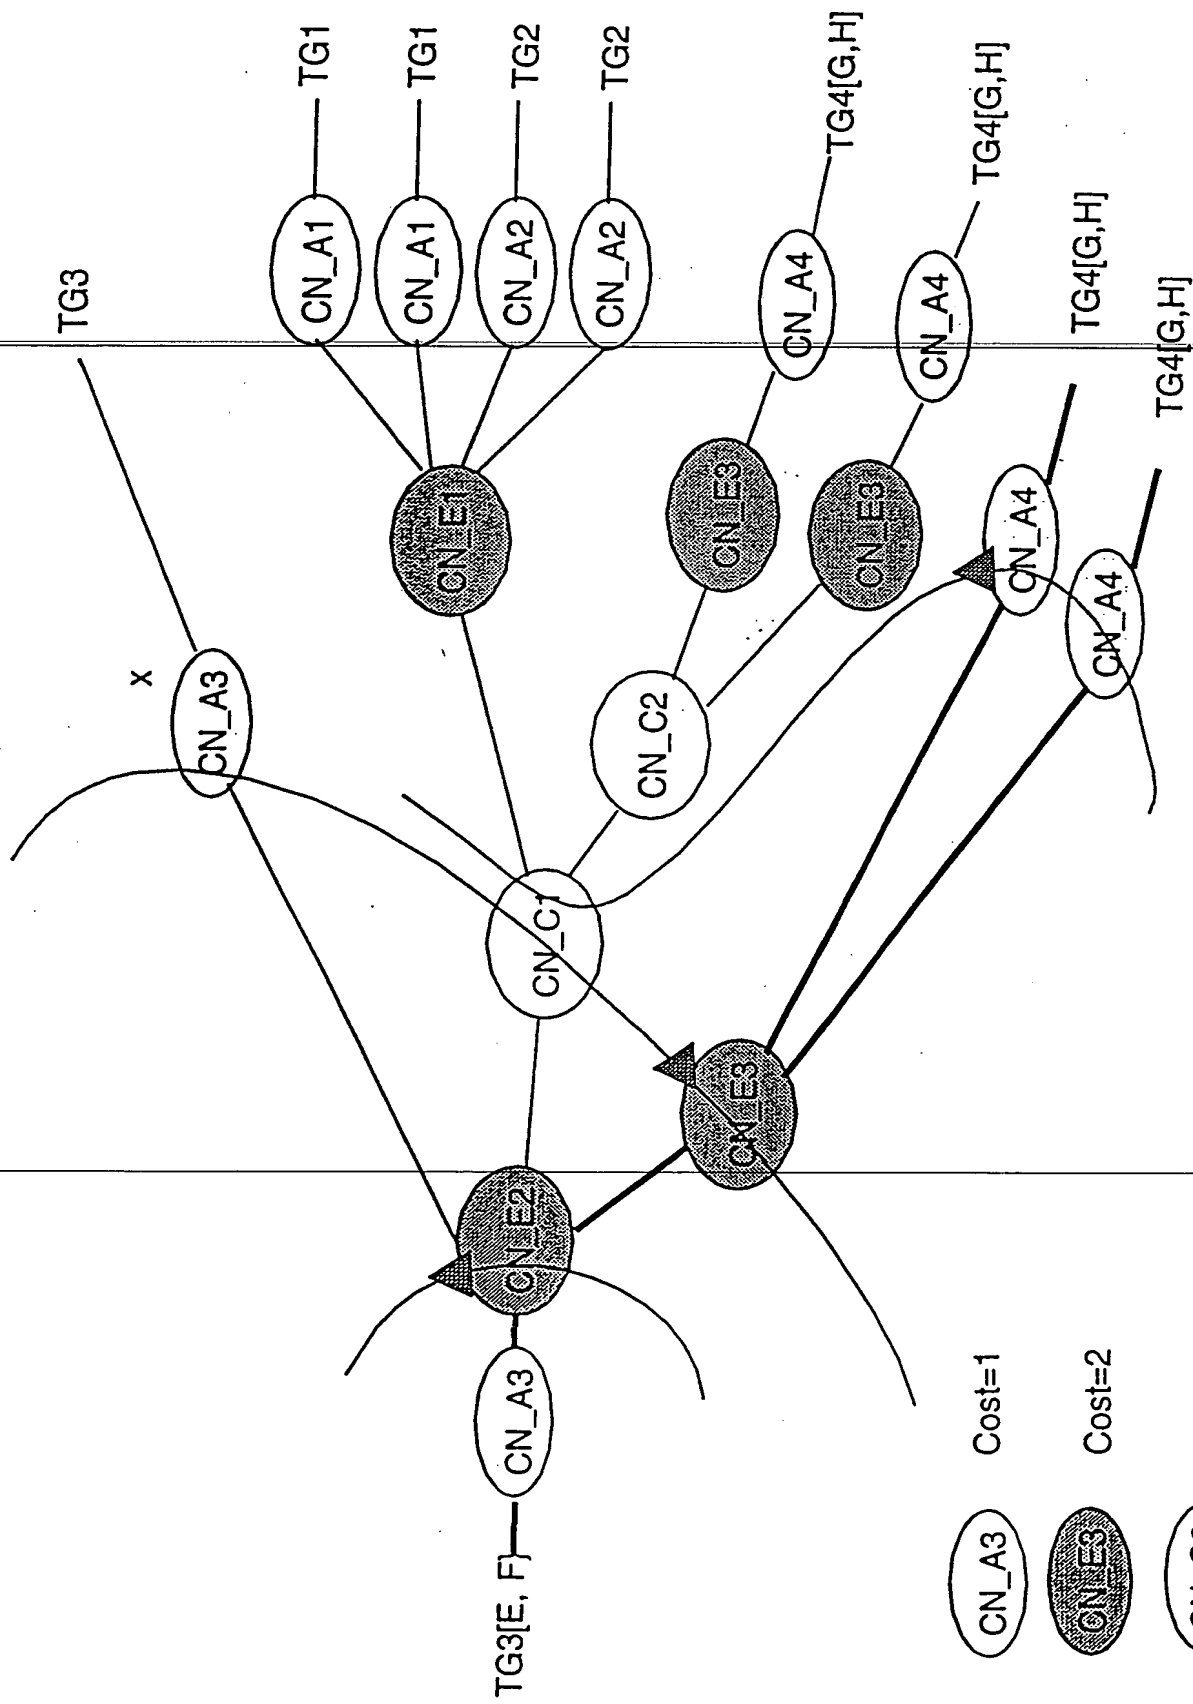 TG3
X
CN_A3
CN_A1
TG1
CN_A1
TG1
CN_A2
TG2
CN_A2
TG2
CN_E1
CN_C1
CN_C2
CN_E3
CN_A4
TG4[G,H]
CN_E3
CN_A4
TG4[G,H]
TG3[E, F]
CN_A3
CN_E2
CN_E3
CN_A4
TG4[G,H]
CN_A4
TG4[G,H]
CN_A3 Cost=1
CN_E3 Cost=2